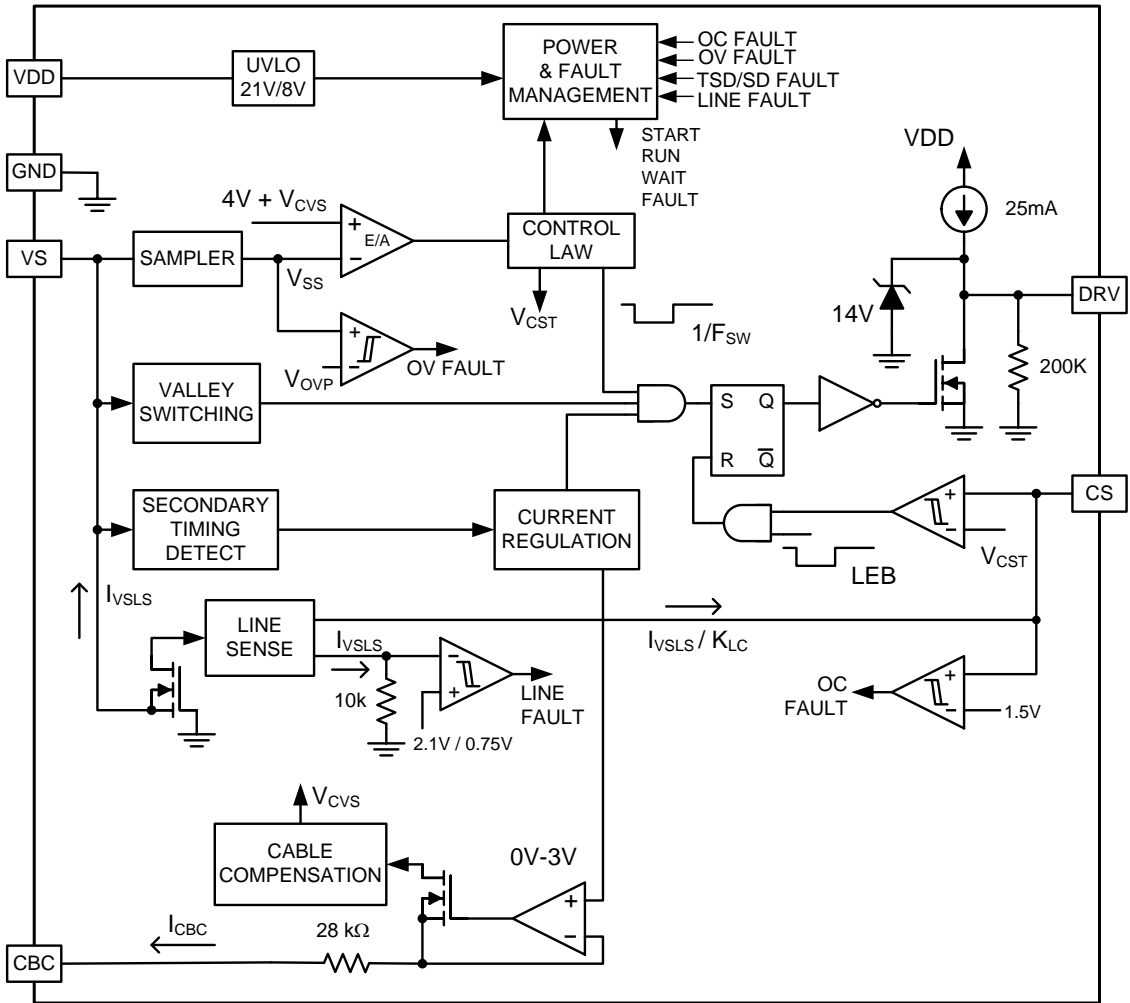 VDD
UVLO
21V/8V
POWER
& FAULT
MANAGEMENT
OC FAULT
OV FAULT
TSD/SD FAULT
LINE FAULT
START
RUN
WAIT
FAULT
GND
VDD
25mA
4V + VCVS
+
E/A
−
CONTROL
LAW
VS
SAMPLER
VSS
VCST
14V
DRV
1/FSW
200K
+
−
VOVP
OV FAULT
VALLEY
SWITCHING
S Q
R Q̅
SECONDARY
TIMING
DETECT
CURRENT
REGULATION
+
−
CS
VCST
LEB
IVSLS
LINE
SENSE
IVSLS
IVSLS / KLC
−
+
10k
2.1V / 0.75V
LINE
FAULT
OC
FAULT
+
−
1.5V
VCVS
CABLE
COMPENSATION
0V-3V
+
−
ICBC
28 kΩ
CBC